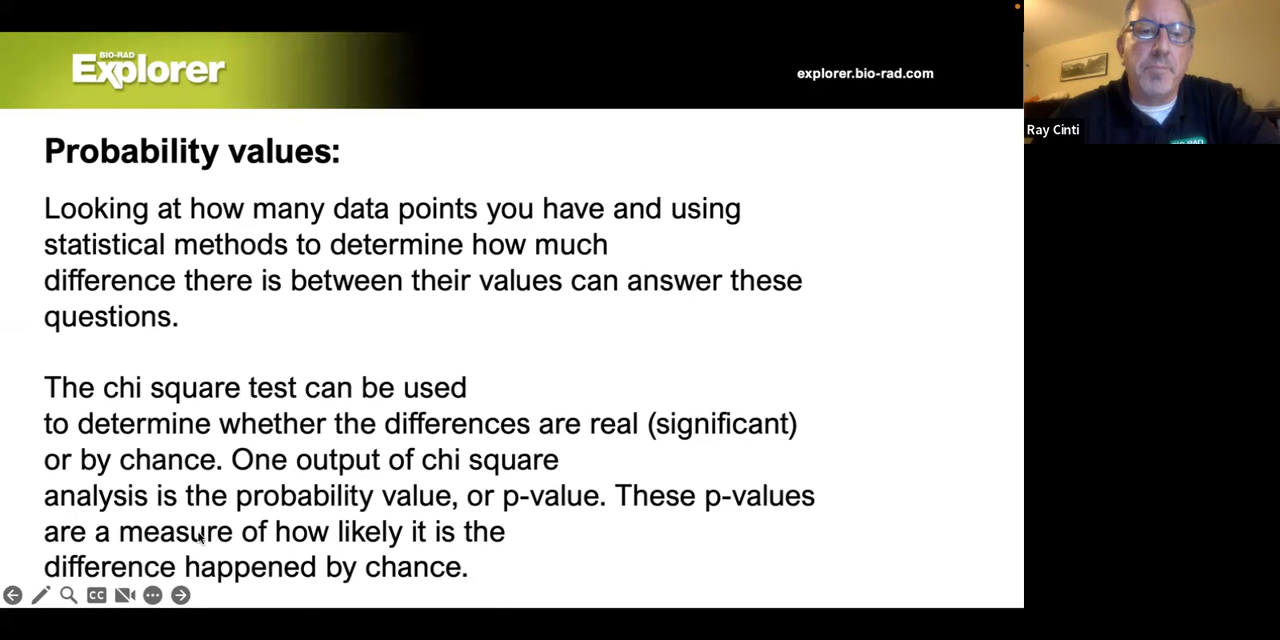 BIO-RAD
Explorer
explorer.bio-rad.com
Ray Cinti
BIO-RAD
Probability values:
Looking at how many data points you have and using
statistical methods to determine how much
difference there is between their values can answer these
questions.
The chi square test can be used
to determine whether the differences are real (significant)
or by chance. One output of chi square
analysis is the probability value, or p-value. These p-values
are a measure of how likely it is the
difference happened by chance.
CC